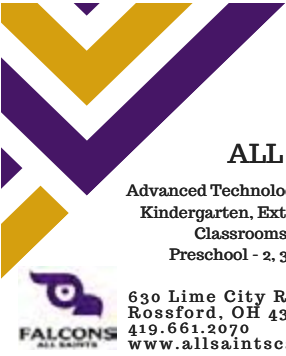 ALL
Advanced Technolo
Kindergarten, Ext
Classrooms
Preschool - 2, 3
630 Lime City R
Rossford, OH 43
419.661.2070
www.allsaintsc
FALCONS
ALL SAINTS